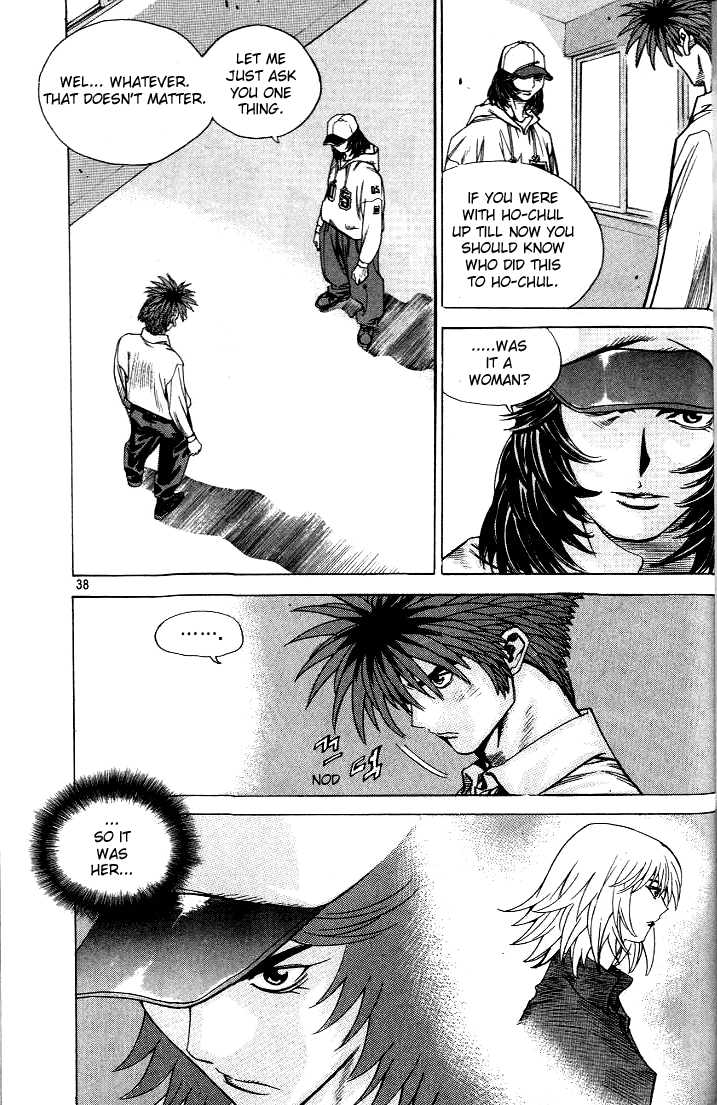 WEL... WHATEVER.
THAT DOESN'T MATTER.
LET ME
JUST ASK
YOU ONE
THING.
IF YOU WERE
WITH HO-CHUL
UP TILL NOW YOU
SHOULD KNOW
WHO DID THIS
TO HO-CHUL.
.....WAS
IT A
WOMAN?
38
.......
끄덕
NOD
...
SO IT
WAS
HER...